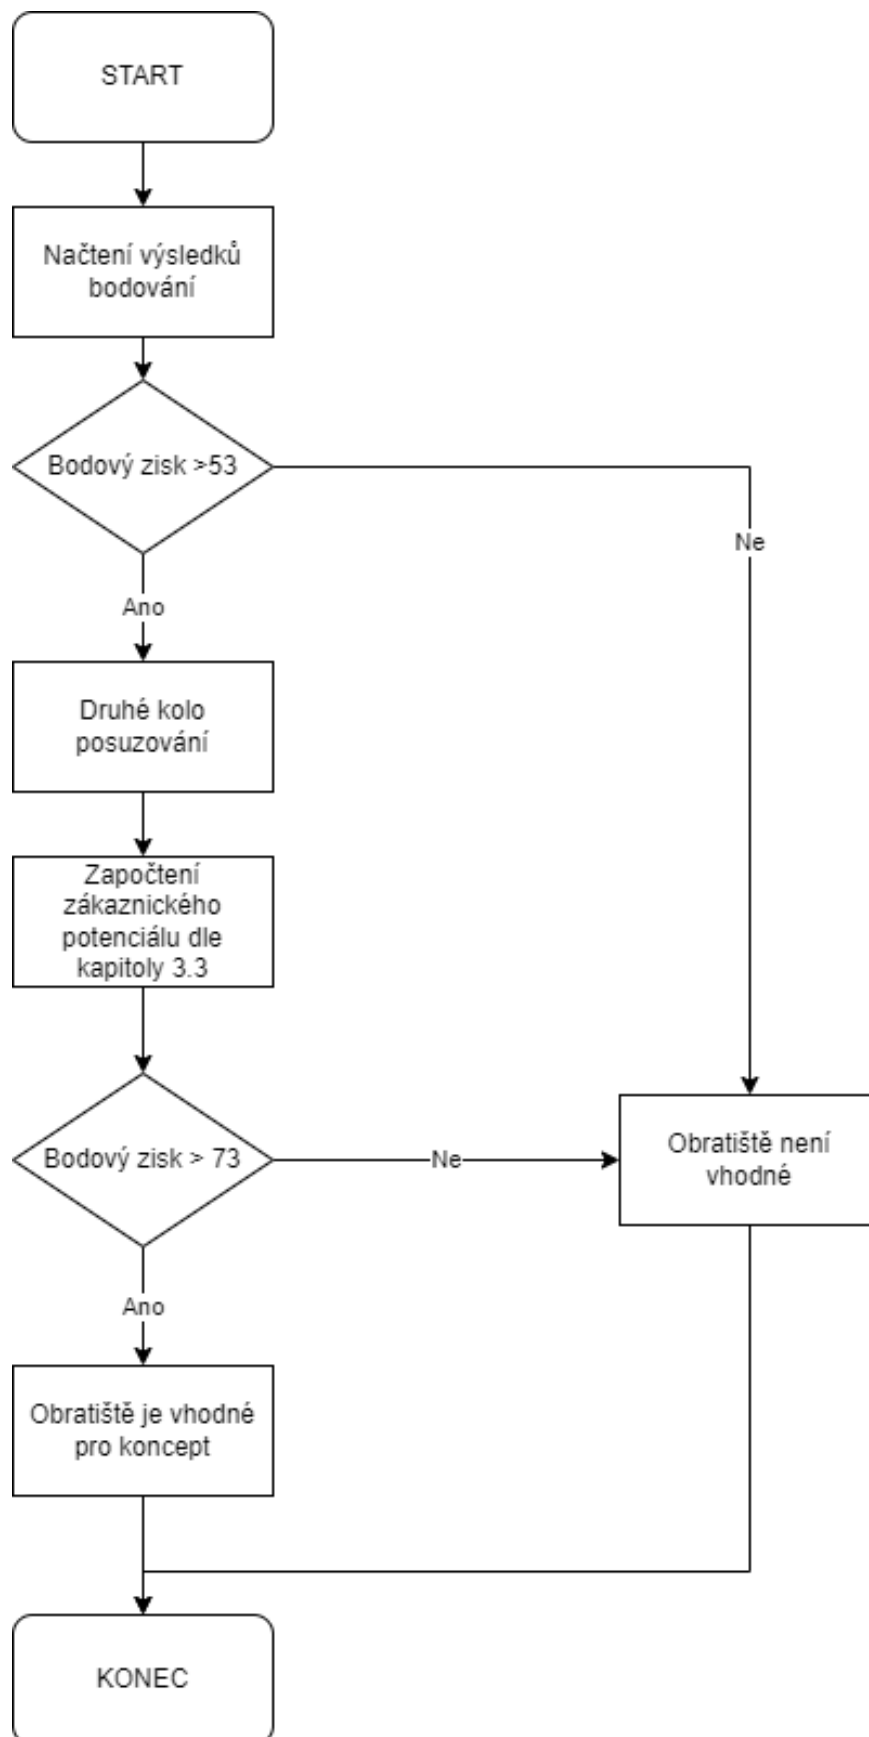 START
Načtení výsledků
bodování
Bodový zisk >53
Ne
Ano
Druhé kolo
posuzování
Započtení
zákaznického
potenciálu dle
kapitoly 3.3
Bodový zisk > 73
Ne
Obratiště není
vhodné
Ano
Obratiště je vhodné
pro koncept
KONEC